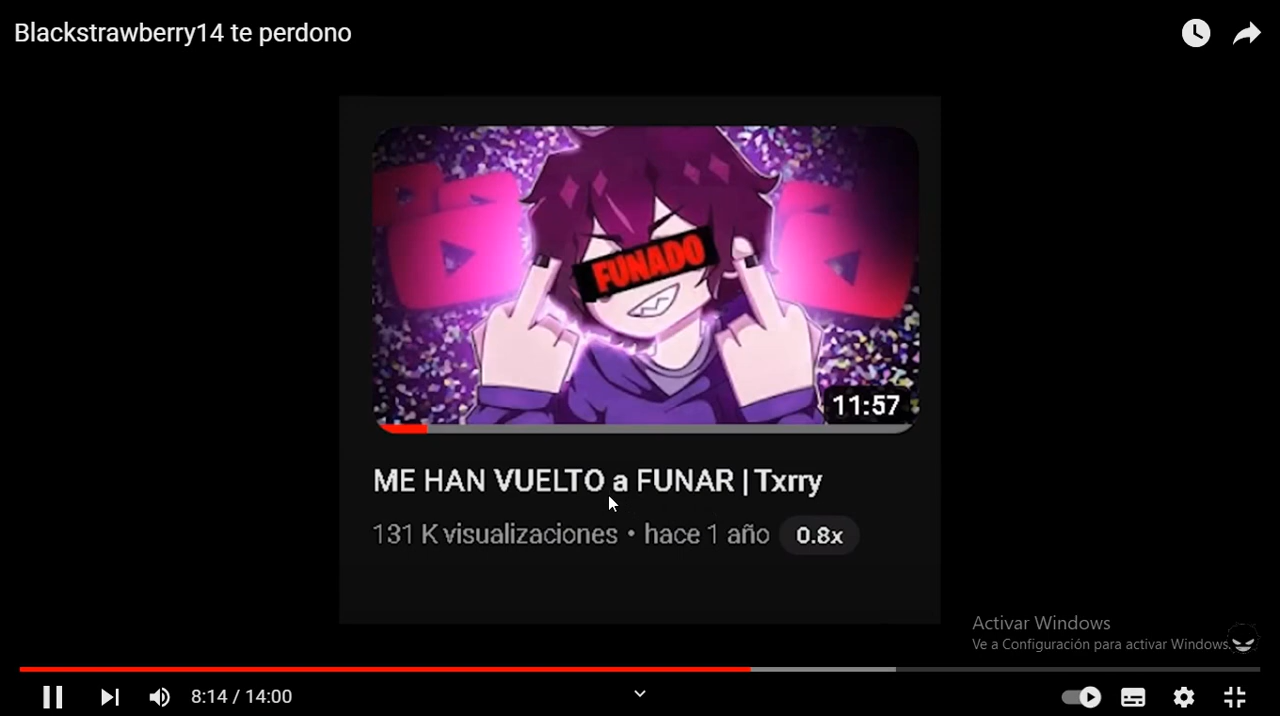 Blackstrawberry14 te perdono
FUNADO
11:57
ME HAN VUELTO a FUNAR | Txrry
131 K visualizaciones • hace 1 año 0.8x
Activar Windows
Ve a Configuración para activar Windows.
8:14 / 14:00